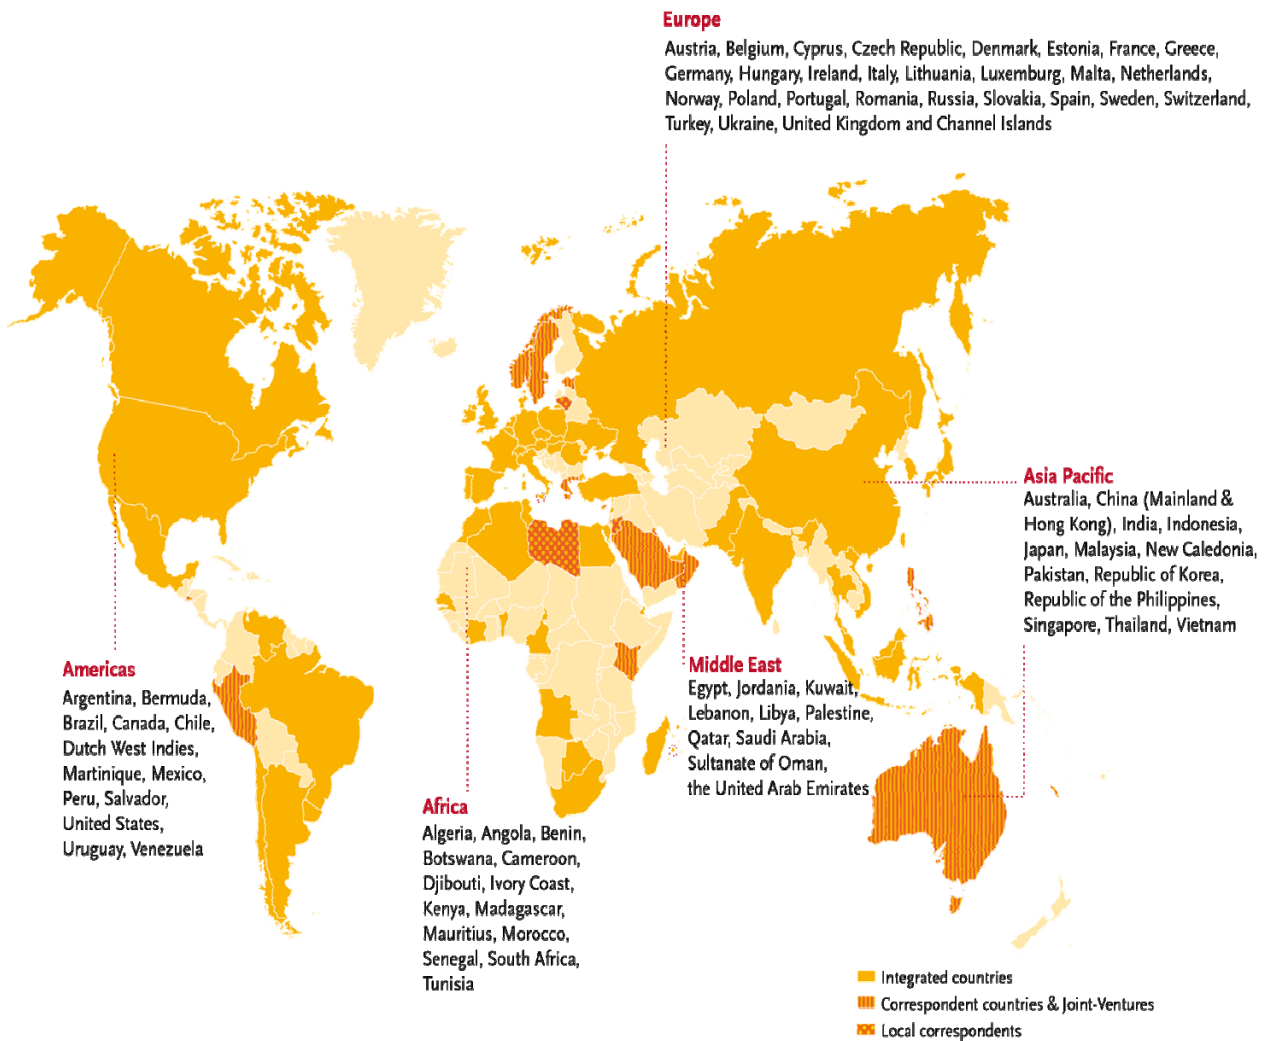 Europe
Austria, Belgium, Cyprus, Czech Republic, Denmark, Estonia, France, Greece,
Germany, Hungary, Ireland, Italy, Lithuania, Luxemburg, Malta, Netherlands,
Norway, Poland, Portugal, Romania, Russia, Slovakia, Spain, Sweden, Switzerland,
Turkey, Ukraine, United Kingdom and Channel Islands
Asia Pacific
Australia, China (Mainland &
Hong Kong), India, Indonesia,
Japan, Malaysia, New Caledonia,
Pakistan, Republic of Korea,
Republic of the Philippines,
Singapore, Thailand, Vietnam
Americas
Argentina, Bermuda,
Brazil, Canada, Chile,
Dutch West Indies,
Martinique, Mexico,
Peru, Salvador,
United States,
Uruguay, Venezuela
Middle East
Egypt, Jordania, Kuwait,
Lebanon, Libya, Palestine,
Qatar, Saudi Arabia,
Sultanate of Oman,
the United Arab Emirates
Africa
Algeria, Angola, Benin,
Botswana, Cameroon,
Djibouti, Ivory Coast,
Kenya, Madagascar,
Mauritius, Morocco,
Senegal, South Africa,
Tunisia
Integrated countries
Correspondent countries & Joint-Ventures
Local correspondents